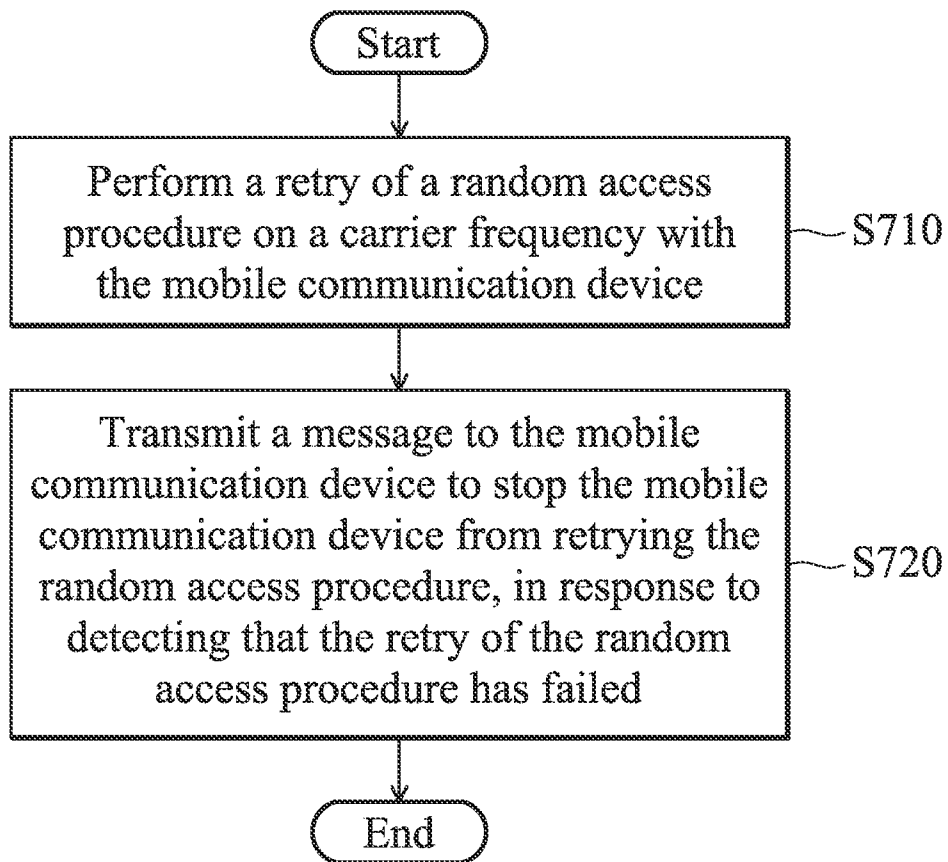 Start
Perform a retry of a random access
procedure on a carrier frequency with
the mobile communication device
S710
Transmit a message to the mobile
communication device to stop the mobile
communication device from retrying the
random access procedure, in response to
detecting that the retry of the random
access procedure has failed
S720
End